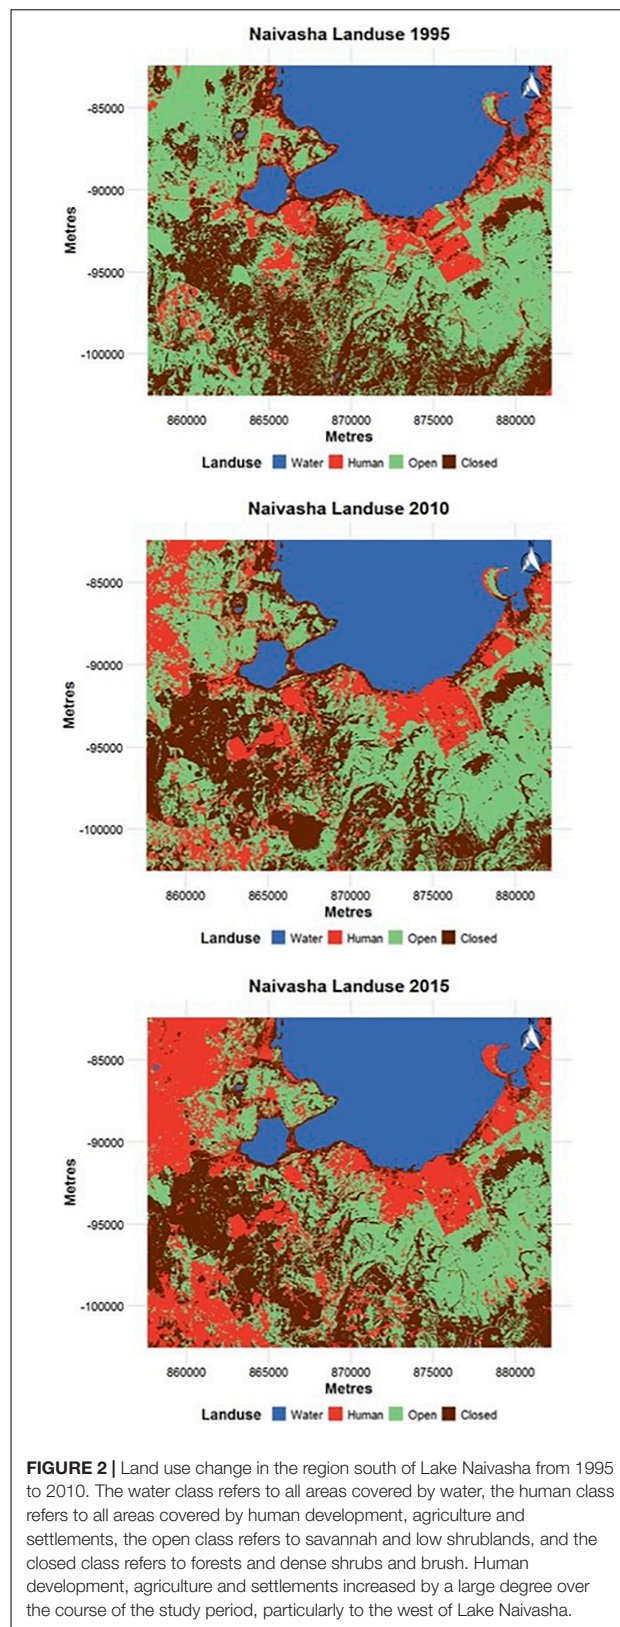 Naivasha Landuse 1995
N
-85000
-90000
-95000
-100000
Metres
860000 865000 870000 875000 880000
Metres
Landuse Water Human Open Closed
Naivasha Landuse 2010
N
-85000
-90000
-95000
-100000
Metres
860000 865000 870000 875000 880000
Metres
Landuse Water Human Open Closed
Naivasha Landuse 2015
N
-85000
-90000
-95000
-100000
Metres
860000 865000 870000 875000 880000
Metres
Landuse Water Human Open Closed
FIGURE 2 | Land use change in the region south of Lake Naivasha from 1995
to 2010. The water class refers to all areas covered by water, the human class
refers to all areas covered by human development, agriculture and
settlements, the open class refers to savannah and low shrublands, and the
closed class refers to forests and dense shrubs and brush. Human
development, agriculture and settlements increased by a large degree over
the course of the study period, particularly to the west of Lake Naivasha.